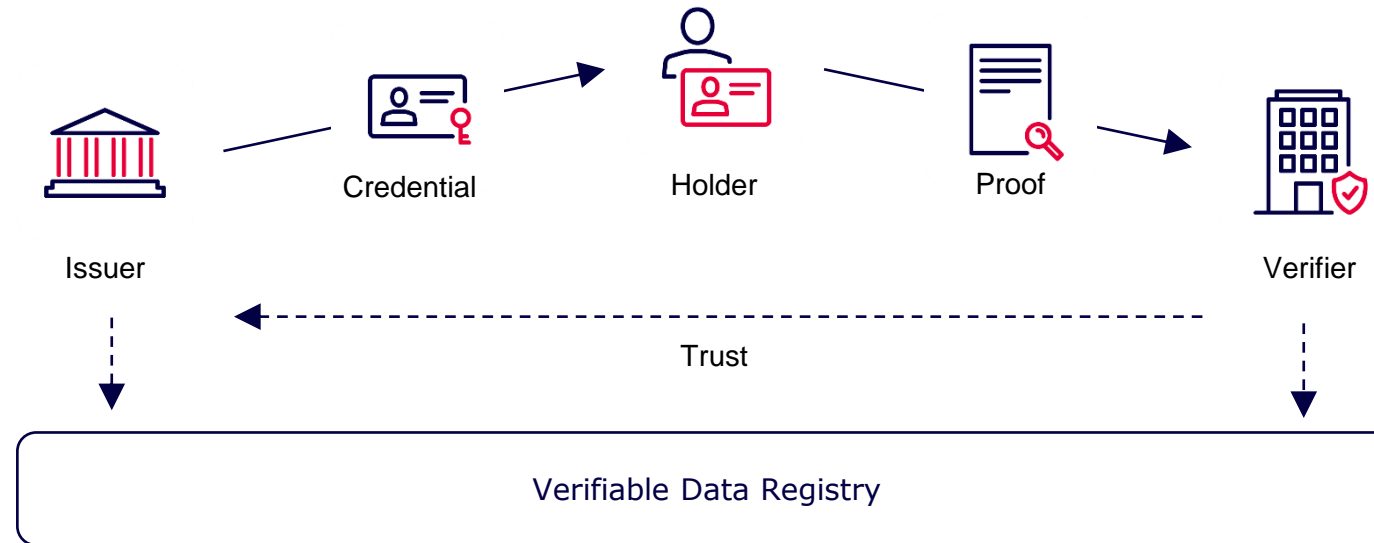 Credential
Holder
Proof
Issuer
Verifier
Trust
Verifiable Data Registry